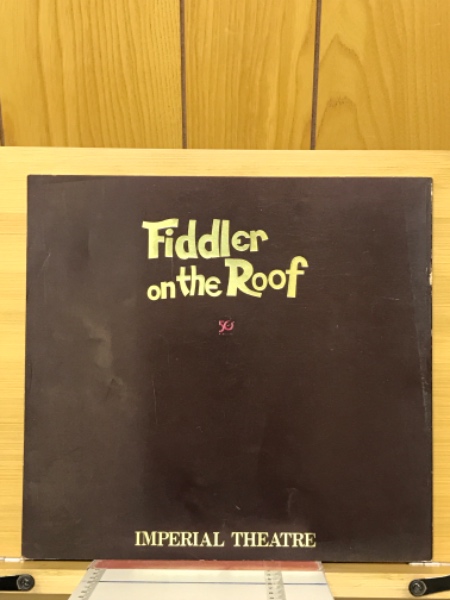 Fiddler
on the Roof
50
IMPERIAL THEATRE